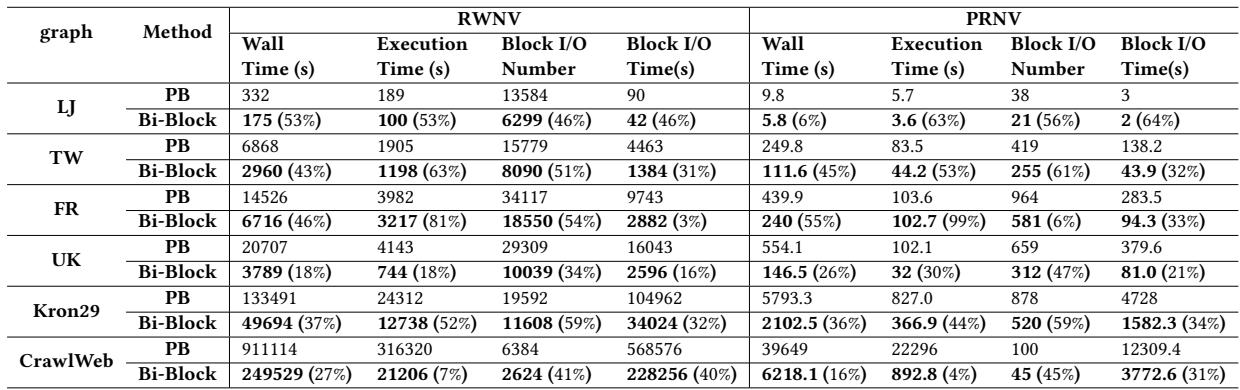 graph Method RWNV PRNV
Wall Time (s) Execution Time (s) Block I/O Number Block I/O Time(s) Wall Time (s) Execution Time (s) Block I/O Number Block I/O Time(s)
LJ PB 332 189 13584 90 9.8 5.7 38 3
Bi-Block 175 (53%) 100 (53%) 6299 (46%) 42 (46%) 5.8 (6%) 3.6 (63%) 21 (56%) 2 (64%)
TW PB 6868 1905 15779 4463 249.8 83.5 419 138.2
Bi-Block 2960 (43%) 1198 (63%) 8090 (51%) 1384 (31%) 111.6 (45%) 44.2 (53%) 255 (61%) 43.9 (32%)
FR PB 14526 3982 34117 9743 439.9 103.6 964 283.5
Bi-Block 6716 (46%) 3217 (81%) 18550 (54%) 2882 (3%) 240 (55%) 102.7 (99%) 581 (6%) 94.3 (33%)
UK PB 20707 4143 29309 16043 554.1 102.1 659 379.6
Bi-Block 3789 (18%) 744 (18%) 10039 (34%) 2596 (16%) 146.5 (26%) 32 (30%) 312 (47%) 81.0 (21%)
Kron29 PB 133491 24312 19592 104962 5793.3 827.0 878 4728
Bi-Block 49694 (37%) 12738 (52%) 11608 (59%) 34024 (32%) 2102.5 (36%) 366.9 (44%) 520 (59%) 1582.3 (34%)
CrawlWeb PB 911114 316320 6384 568576 39649 22296 100 12309.4
Bi-Block 249529 (27%) 21206 (7%) 2624 (41%) 228256 (40%) 6218.1 (16%) 892.8 (4%) 45 (45%) 3772.6 (31%)